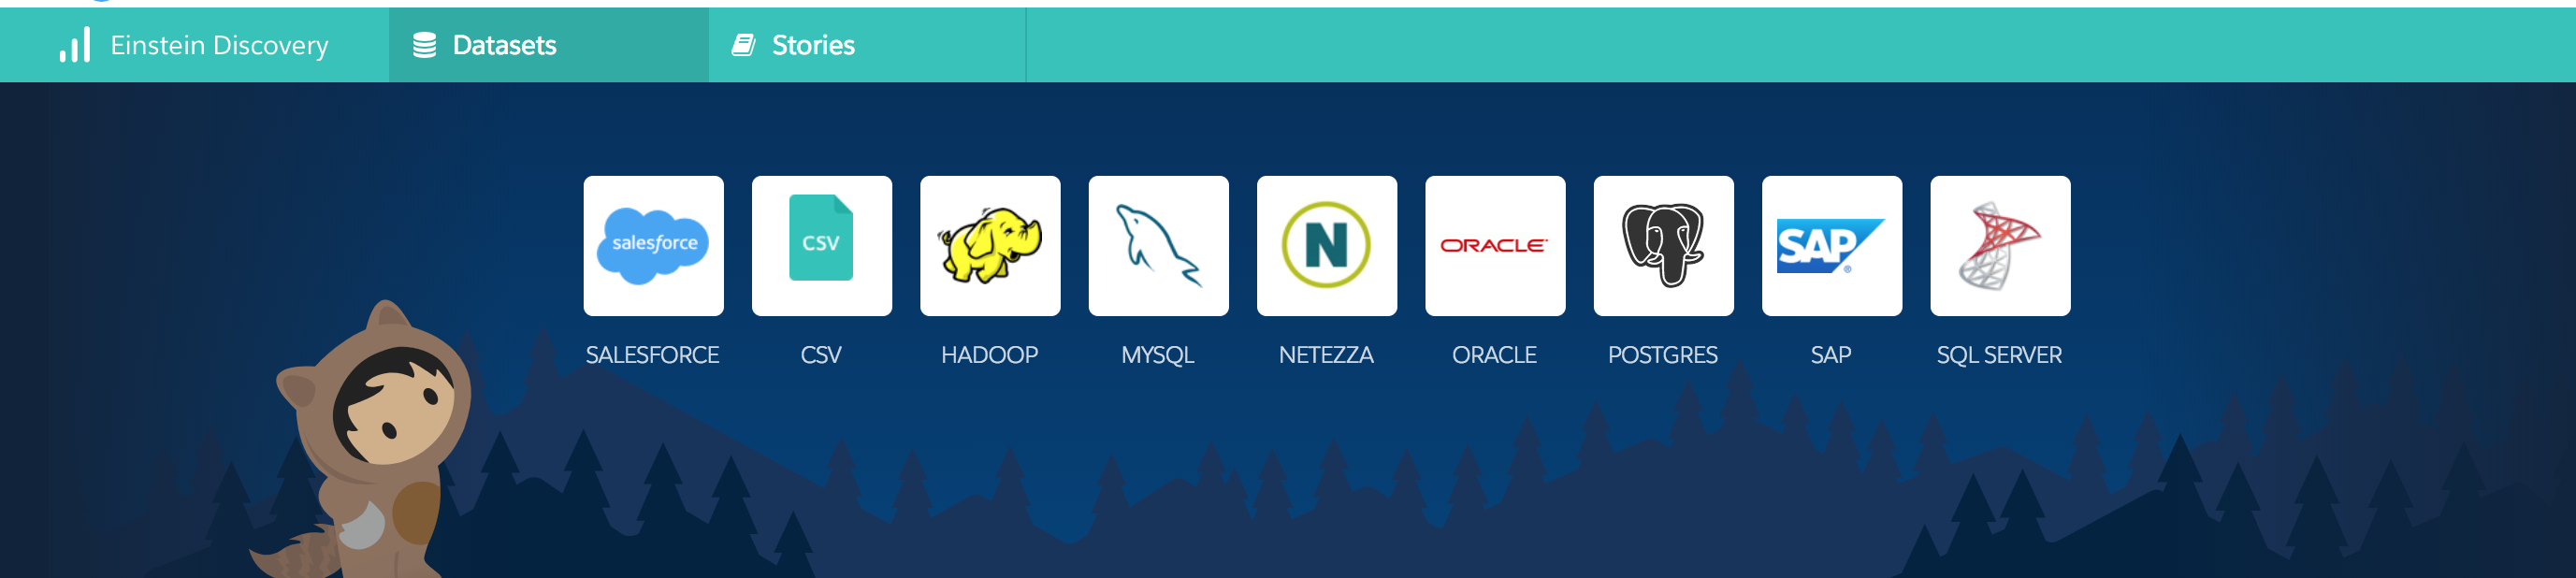 Einstein Discovery
Datasets
Stories
salesforce
CSV
N
ORACLE
SAP
SALESFORCE
CSV
HADOOP
MYSQL
NETEZZA
ORACLE
POSTGRES
SAP
SQL SERVER